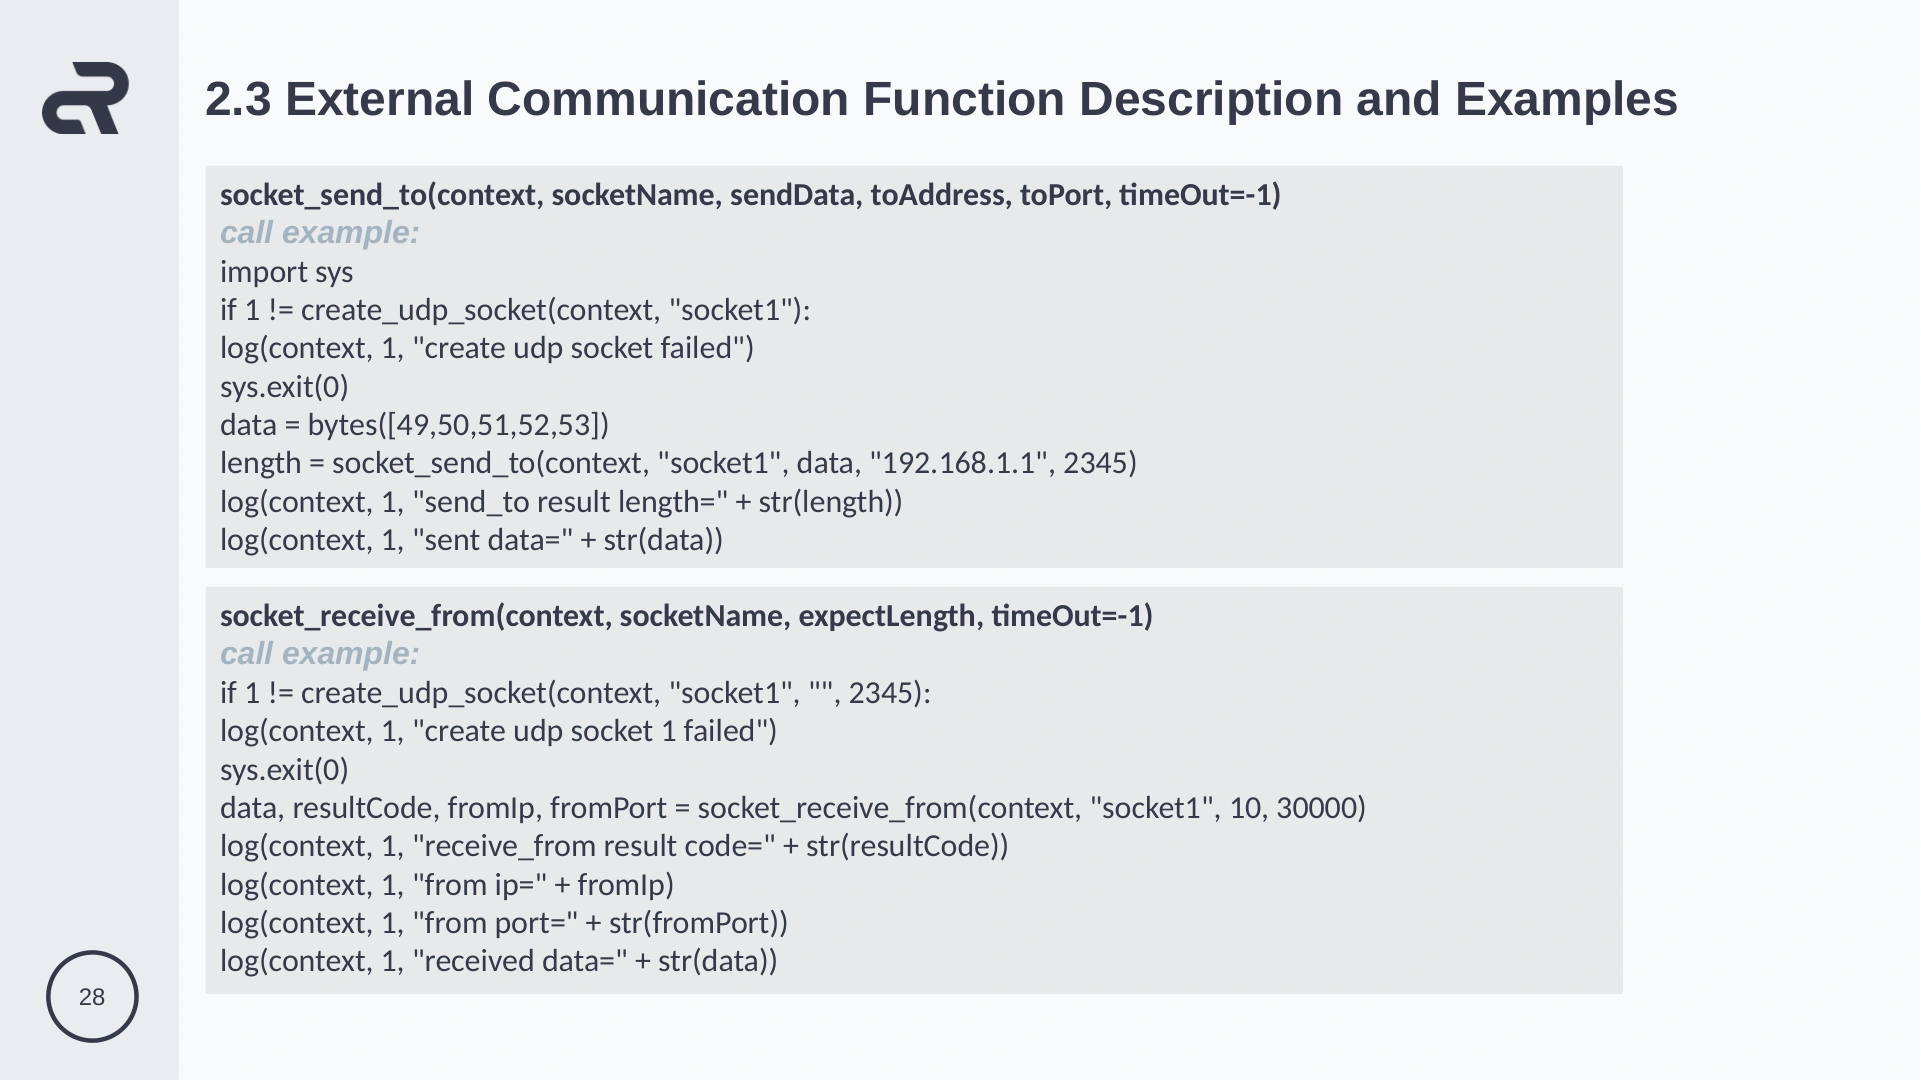 2.3 External Communication Function Description and Examples
socket_send_to(context, socketName, sendData, toAddress, toPort, timeOut=-1)
call example:
import sys
if 1 != create_udp_socket(context, "socket1"):
log(context, 1, "create udp socket failed")
sys.exit(0)
data = bytes([49,50,51,52,53])
length = socket_send_to(context, "socket1", data, "192.168.1.1", 2345)
log(context, 1, "send_to result length=" + str(length))
log(context, 1, "sent data=" + str(data))
socket_receive_from(context, socketName, expectLength, timeOut=-1)
call example:
if 1 != create_udp_socket(context, "socket1", "", 2345):
log(context, 1, "create udp socket 1 failed")
sys.exit(0)
data, resultCode, fromIp, fromPort = socket_receive_from(context, "socket1", 10, 30000)
log(context, 1, "receive_from result code=" + str(resultCode))
log(context, 1, "from ip=" + fromIp)
log(context, 1, "from port=" + str(fromPort))
log(context, 1, "received data=" + str(data))
28